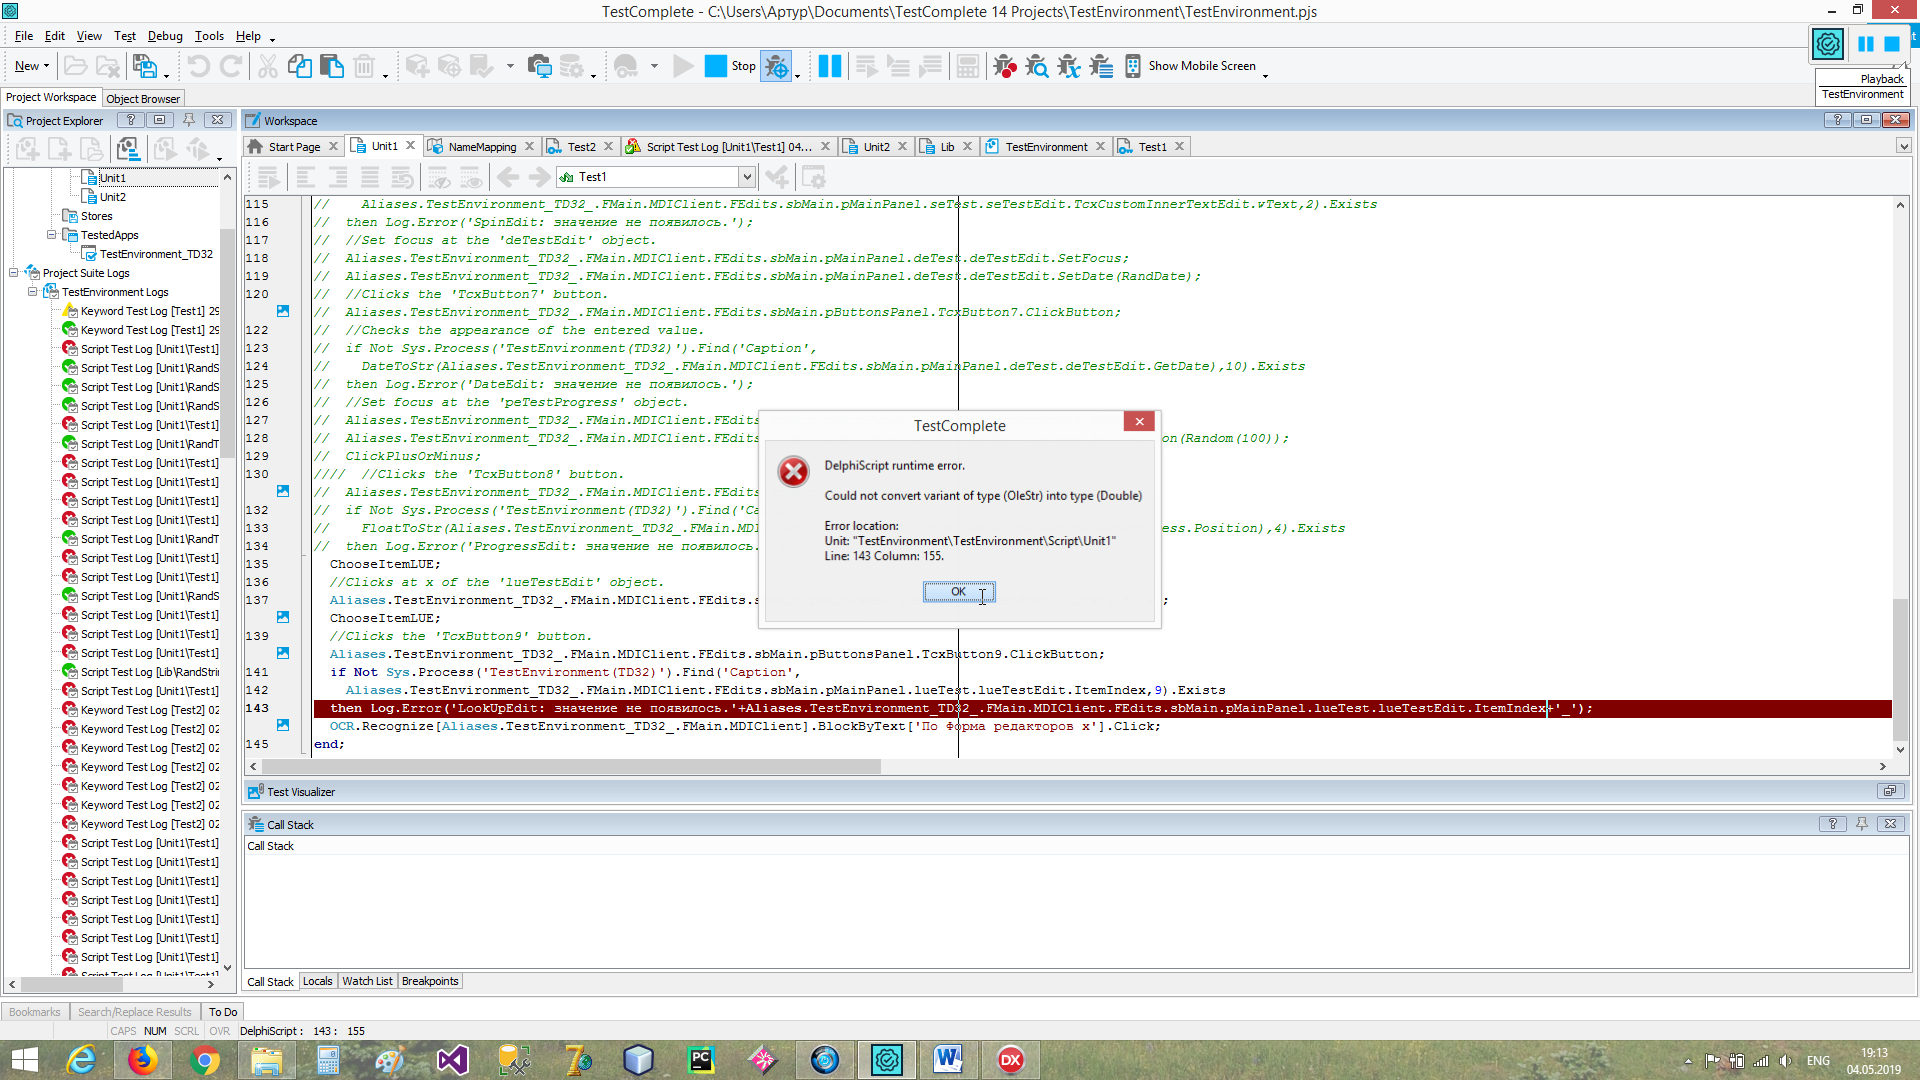 TestComplete - C:\Users\Артур\Documents\TestComplete 14 Projects\TestEnvironment\TestEnvironment.pjs
File Edit View Test Debug Tools Help
New Stop Show Mobile Screen
Playback
TestEnvironment
Project Workspace Object Browser
Project Explorer
Workspace
Start Page Unit1 NameMapping Test2 Script Test Log [Unit1\Test1] 04... Unit2 Lib TestEnvironment Test1
Test1
Unit1
Unit2
Stores
TestedApps
TestEnvironment_TD32
Project Suite Logs
TestEnvironment Logs
Keyword Test Log [Test1] 29
Keyword Test Log [Test1] 29
Script Test Log [Unit1\Test1]
Script Test Log [Unit1\RandS
Script Test Log [Unit1\RandS
Script Test Log [Unit1\RandS
Script Test Log [Unit1\Test1]
Script Test Log [Unit1\RandT
Script Test Log [Unit1\Test1]
Script Test Log [Unit1\Test1]
Script Test Log [Unit1\Test1]
Script Test Log [Unit1\Test1]
Script Test Log [Unit1\RandT
Script Test Log [Unit1\Test1]
Script Test Log [Unit1\Test1]
Script Test Log [Unit1\RandS
Script Test Log [Unit1\Test1]
Script Test Log [Unit1\Test1]
Script Test Log [Unit1\Test1]
Script Test Log [Lib\RandStri
Script Test Log [Unit1\Test1]
Keyword Test Log [Test2] 02
Keyword Test Log [Test2] 02
Keyword Test Log [Test2] 02
Keyword Test Log [Test2] 02
Keyword Test Log [Test2] 02
Keyword Test Log [Test2] 02
Keyword Test Log [Test2] 02
Script Test Log [Unit1\Test1]
Script Test Log [Unit1\Test1]
Script Test Log [Unit1\Test1]
Script Test Log [Unit1\Test1]
Script Test Log [Unit1\Test1]
Script Test Log [Unit1\Test1]
Script Test Log [Unit1\Test1]
Script Test Log [Unit1\Test1]
115 // Aliases.TestEnvironment_TD32_.FMain.MDIClient.FEdits.sbMain.pMainPanel.seTest.seTestEdit.TcxCustomInnerTextEdit.wText,2).Exists
116 // then Log.Error('SpinEdit: значение не появилось.');
117 // //Set focus at the 'deTestEdit' object.
118 // Aliases.TestEnvironment_TD32_.FMain.MDIClient.FEdits.sbMain.pMainPanel.deTest.deTestEdit.SetFocus;
119 // Aliases.TestEnvironment_TD32_.FMain.MDIClient.FEdits.sbMain.pMainPanel.deTest.deTestEdit.SetDate(RandDate);
120 // //Clicks the 'TcxButton7' button.
// Aliases.TestEnvironment_TD32_.FMain.MDIClient.FEdits.sbMain.pButtonsPanel.TcxButton7.ClickButton;
122 // //Checks the appearance of the entered value.
123 // if Not Sys.Process('TestEnvironment(TD32)').Find('Caption',
124 // DateToStr(Aliases.TestEnvironment_TD32_.FMain.MDIClient.FEdits.sbMain.pMainPanel.deTest.deTestEdit.GetDate),10).Exists
125 // then Log.Error('DateEdit: значение не появилось.');
126 // //Set focus at the 'peTestProgress' object.
127 // Aliases.TestEnvironment_TD32_.FMain.MDIClient.FEdits
128 // Aliases.TestEnvironment_TD32_.FMain.MDIClient.FEdits on(Random(100));
129 // ClickPlusOrMinus;
130 //// //Clicks the 'TcxButton8' button.
// Aliases.TestEnvironment_TD32_.FMain.MDIClient.FEdits
132 // if Not Sys.Process('TestEnvironment(TD32)').Find('Ca
133 // FloatToStr(Aliases.TestEnvironment_TD32_.FMain.MDI ess.Position),4).Exists
134 // then Log.Error('ProgressEdit: значение не появилось.
135 ChooseItemLUE;
136 //Clicks at x of the 'lueTestEdit' object.
137 Aliases.TestEnvironment_TD32_.FMain.MDIClient.FEdits.s ;
ChooseItemLUE;
139 //Clicks the 'TcxButton9' button.
Aliases.TestEnvironment_TD32_.FMain.MDIClient.FEdits.sbMain.pButtonsPanel.TcxButton9.ClickButton;
141 if Not Sys.Process('TestEnvironment(TD32)').Find('Caption',
142 Aliases.TestEnvironment_TD32_.FMain.MDIClient.FEdits.sbMain.pMainPanel.lueTest.lueTestEdit.ItemIndex,9).Exists
143 then Log.Error('LookUpEdit: значение не появилось.'+Aliases.TestEnvironment_TD32_.FMain.MDIClient.FEdits.sbMain.pMainPanel.lueTest.lueTestEdit.ItemIndex+'_');
OCR.Recognize[Aliases.TestEnvironment_TD32_.FMain.MDIClient].BlockByText['По Форма редакторов x'].Click;
145 end;
TestComplete
DelphiScript runtime error.
Could not convert variant of type (OleStr) into type (Double)
Error location:
Unit: "TestEnvironment\TestEnvironment\Script\Unit1"
Line: 143 Column: 155.
OK
Test Visualizer
Call Stack
Call Stack
Call Stack Locals Watch List Breakpoints
Bookmarks Search/Replace Results To Do
CAPS NUM SCRL OVR DelphiScript : 143 : 155
PC
DX
ENG
19:13
04.05.2019